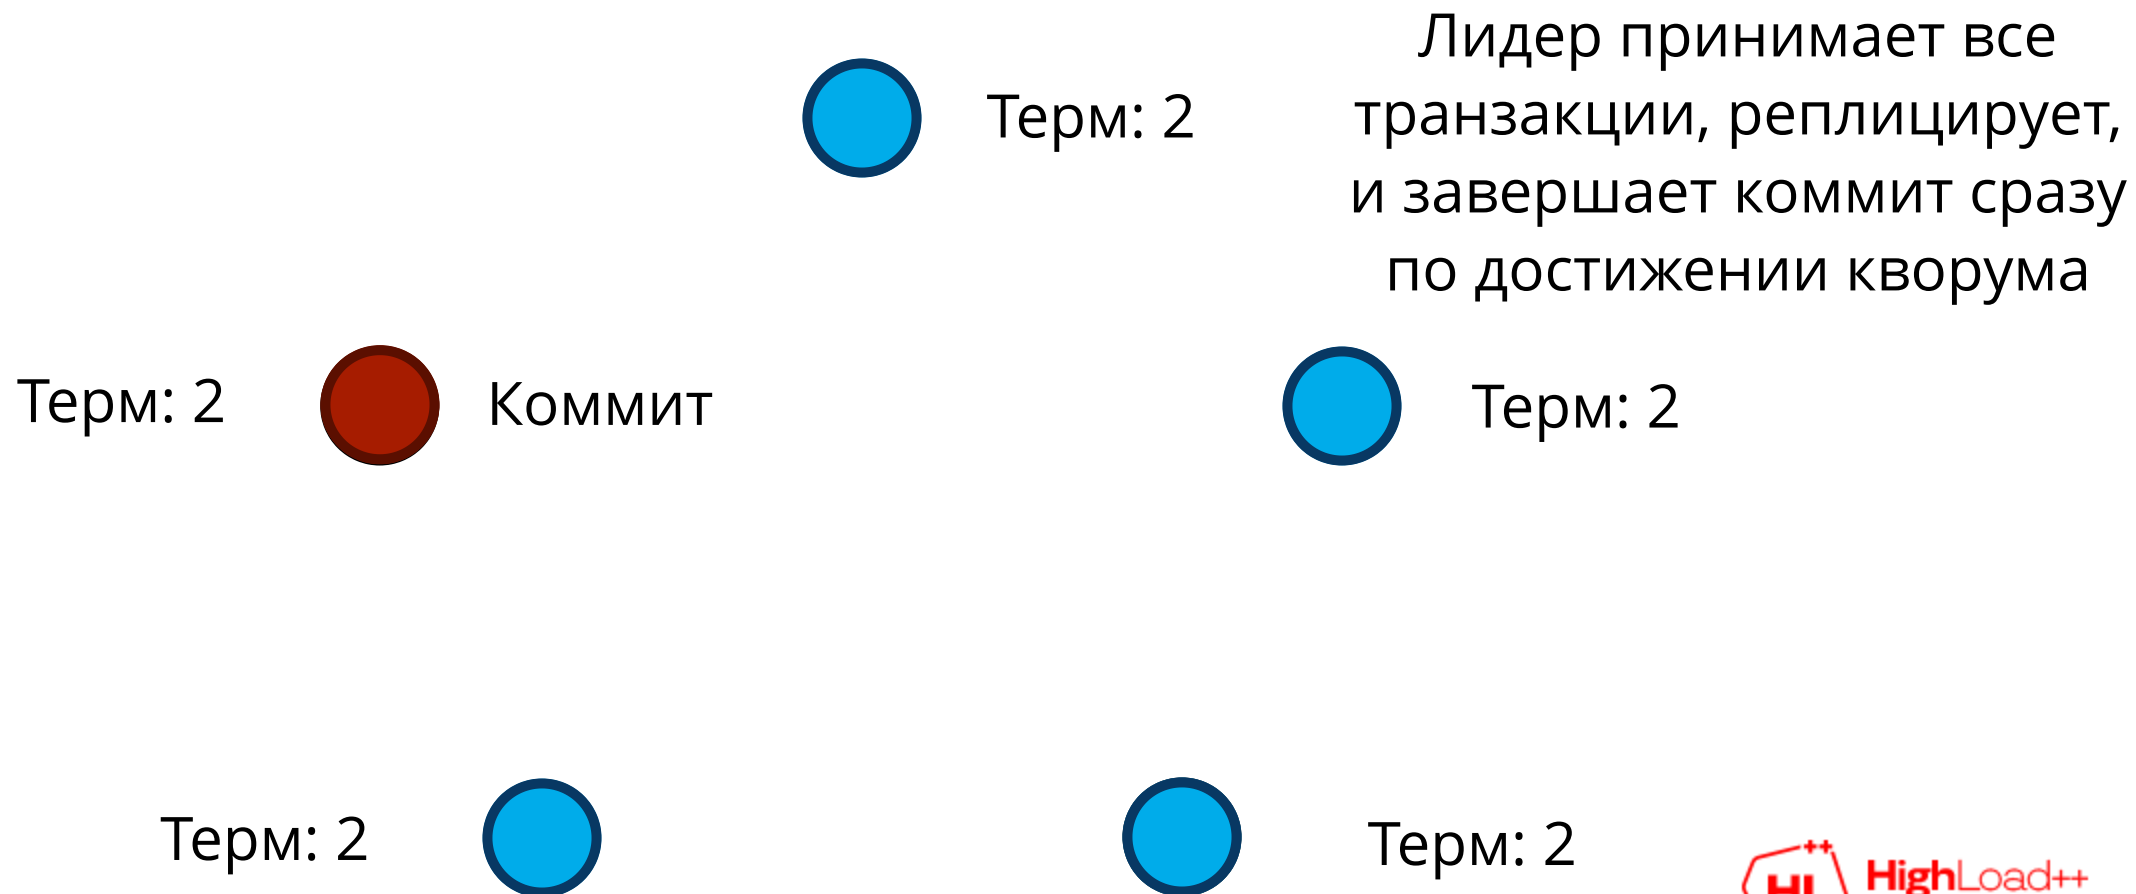 Лидер принимает все
транзакции, реплицирует,
и завершает коммит сразу
по достижении кворума
Терм: 2
Терм: 2
Коммит
Терм: 2
Терм: 2
Терм: 2
HL++
HighLoad++